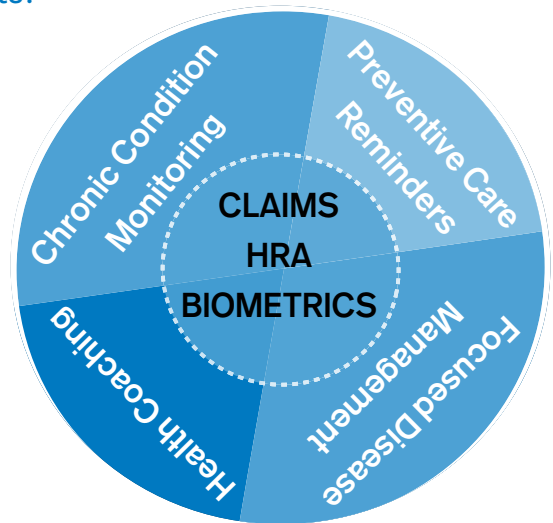 Chronic Condition
Monitoring
Preventive Care
Reminders
CLAIMS
HRA
BIOMETRICS
Health Coaching
Focused Disease
Management